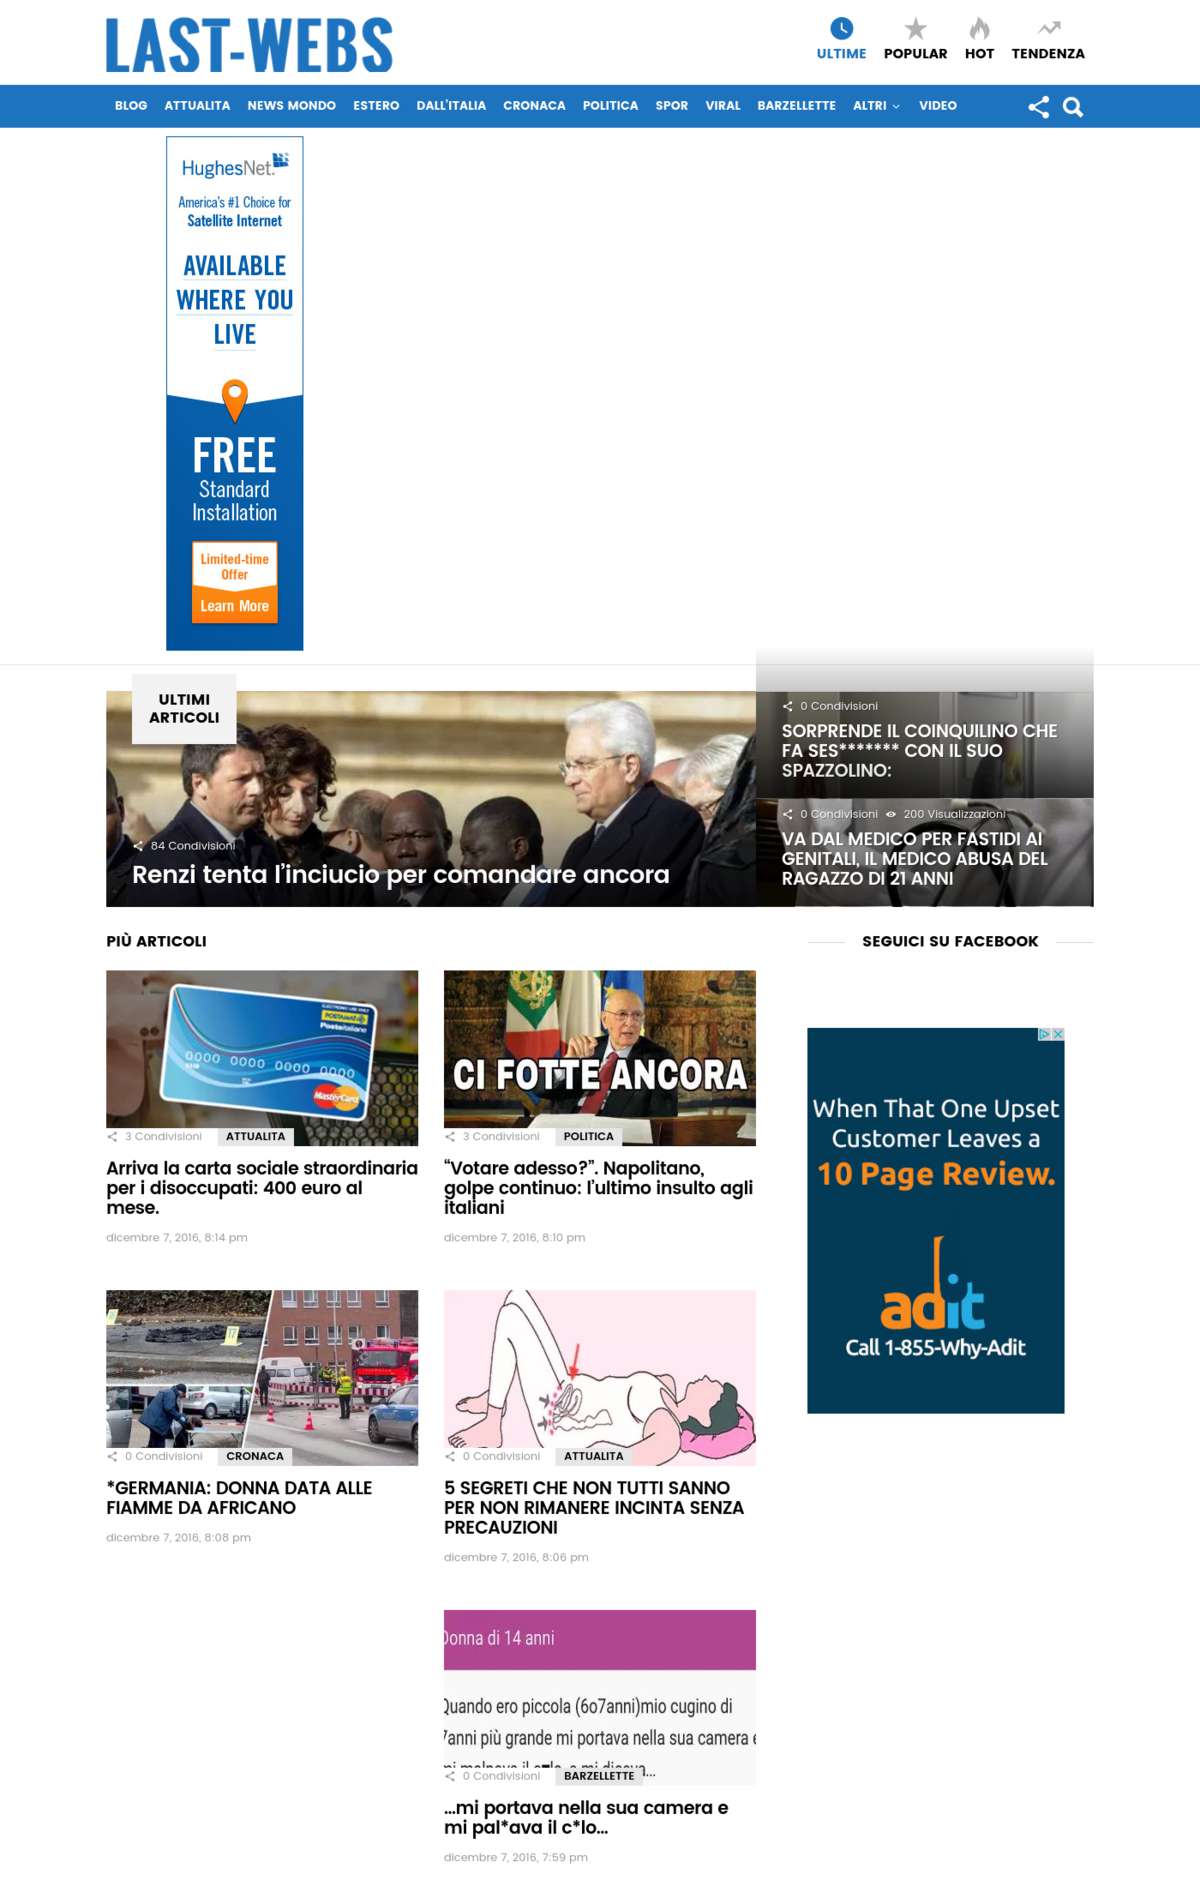 LAST-WEBS
ULTIME POPULAR HOT TENDENZA
BLOG ATTUALITA NEWS MONDO ESTERO DALL'ITALIA CRONACA POLITICA SPOR VIRAL BARZELLETTE ALTRI VIDEO
HughesNet.
America's #1 Choice for
Satellite Internet
AVAILABLE
WHERE YOU
LIVE
FREE
Standard
Installation
Limited-time
Offer
Learn More
ULTIMI
ARTICOLI
84 Condivisioni
Renzi tenta l'inciucio per comandare ancora
0 Condivisioni
SORPRENDE IL COINQUILINO CHE
FA SES******* CON IL SUO
SPAZZOLINO:
0 Condivisioni 200 Visualizzazioni
VA DAL MEDICO PER FASTIDI AI
GENITALI, IL MEDICO ABUSA DEL
RAGAZZO DI 21 ANNI
PIÙ ARTICOLI
POSTAMAT
Posteitaliane
0000 0000 0000 0000
MasterCard
3 Condivisioni ATTUALITA
Arriva la carta sociale straordinaria
per i disoccupati: 400 euro al
mese.
dicembre 7, 2016, 8:14 pm
CI FOTTE ANCORA
3 Condivisioni POLITICA
“Votare adesso?”. Napolitano,
golpe continuo: l'ultimo insulto agli
italiani
dicembre 7, 2016, 8:10 pm
17
0 Condivisioni CRONACA
*GERMANIA: DONNA DATA ALLE
FIAMME DA AFRICANO
dicembre 7, 2016, 8:08 pm
0 Condivisioni ATTUALITA
5 SEGRETI CHE NON TUTTI SANNO
PER NON RIMANERE INCINTA SENZA
PRECAUZIONI
dicembre 7, 2016, 8:06 pm
Donna di 14 anni
Quando ero piccola (6o7anni)mio cugino di
7anni più grande mi portava nella sua camera e
0 Condivisioni BARZELLETTE
...mi portava nella sua camera e
mi pal*ava il c*lo...
dicembre 7, 2016, 7:59 pm
SEGUICI SU FACEBOOK
When That One Upset
Customer Leaves a
10 Page Review.
adit
Call 1-855-Why-Adit